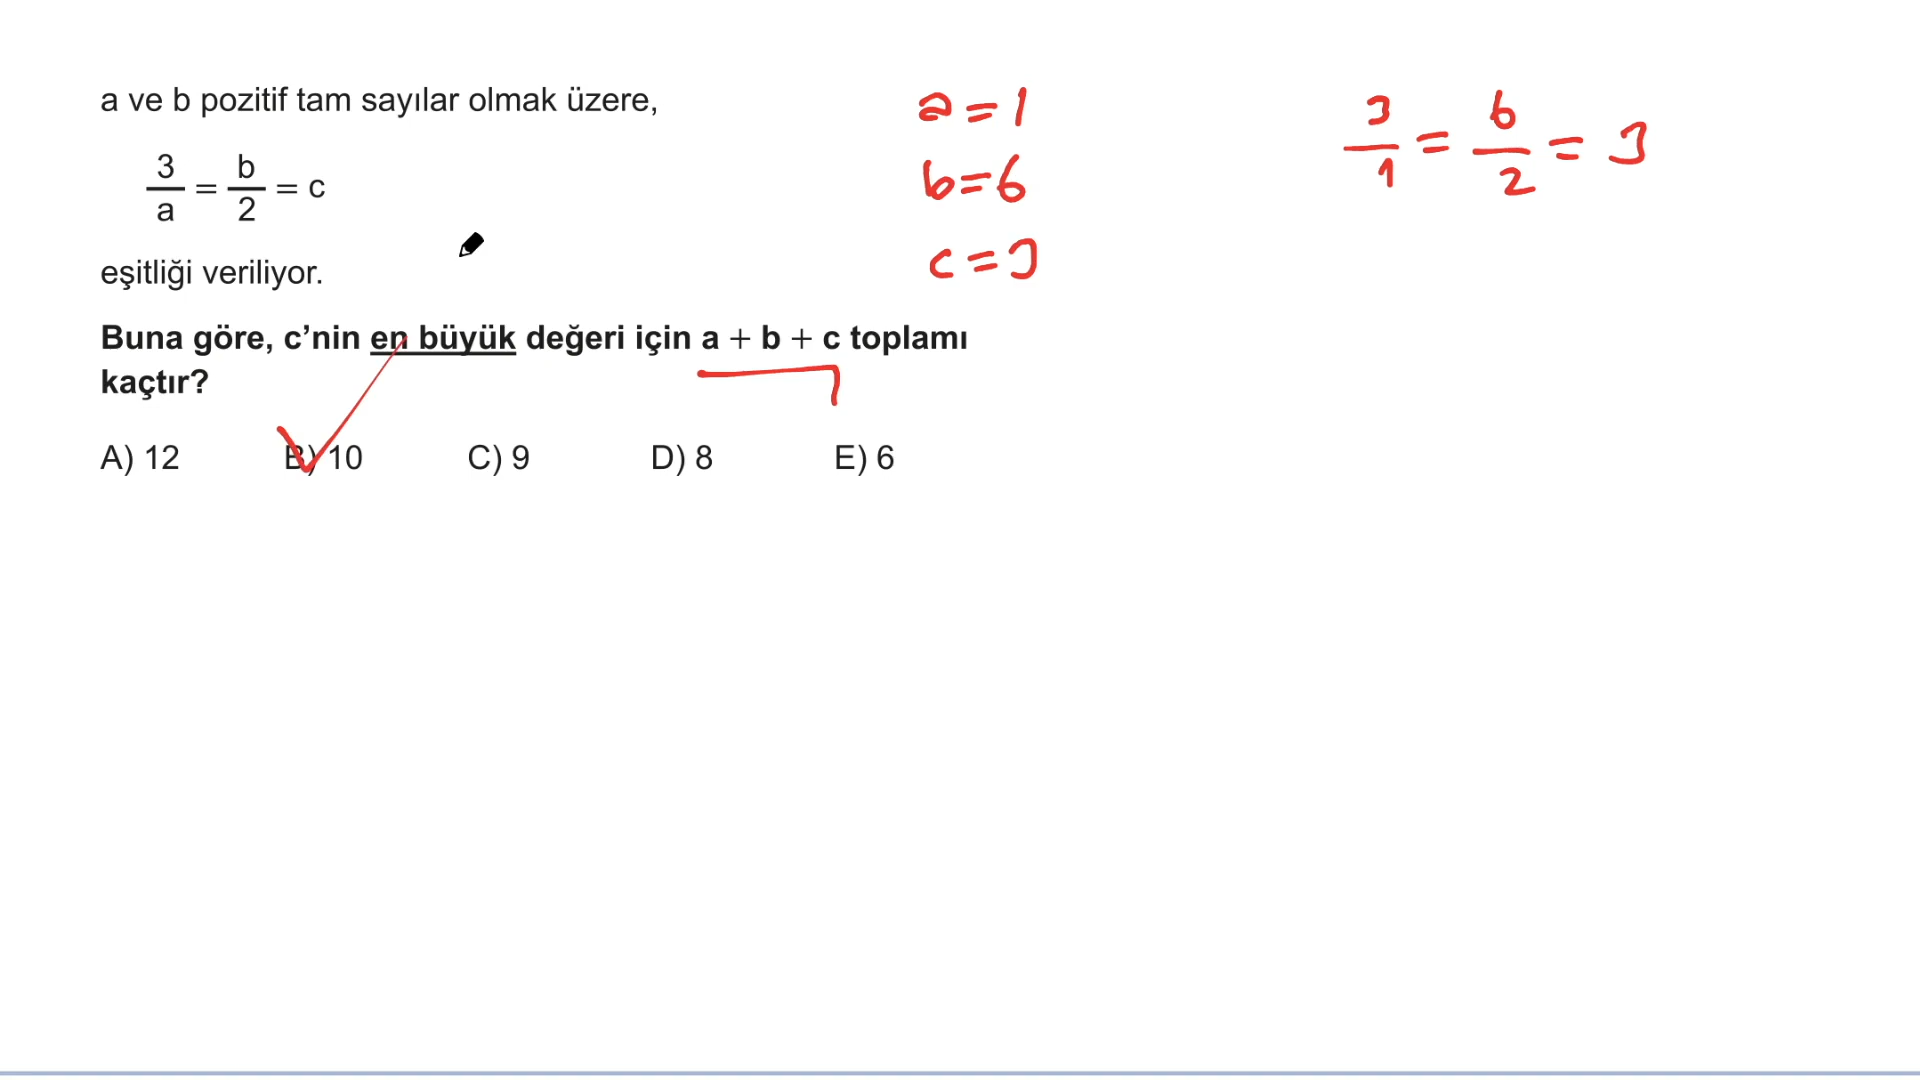 a ve b pozitif tam sayılar olmak üzere,
3/a = b/2 = c
eşitliği veriliyor.
Buna göre, c’nin en büyük değeri için a + b + c toplamı
kaçtır?
A) 12 B) 10 C) 9 D) 8 E) 6
a = 1
b = 6
c = 3
3/1 = 6/2 = 3